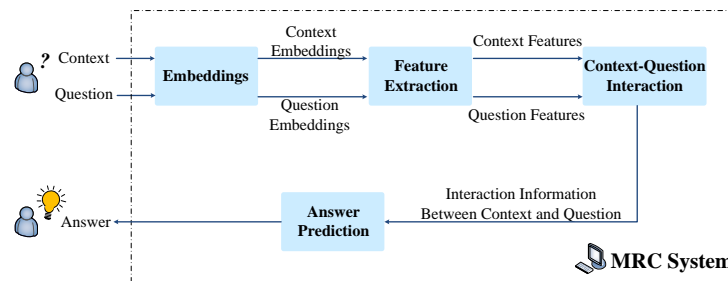 ?
Context
Question
Embeddings
Context
Embeddings
Question
Embeddings
Feature
Extraction
Context Features
Question Features
Context-Question
Interaction
Interaction Information
Between Context and Question
Answer
Prediction
Answer
MRC System